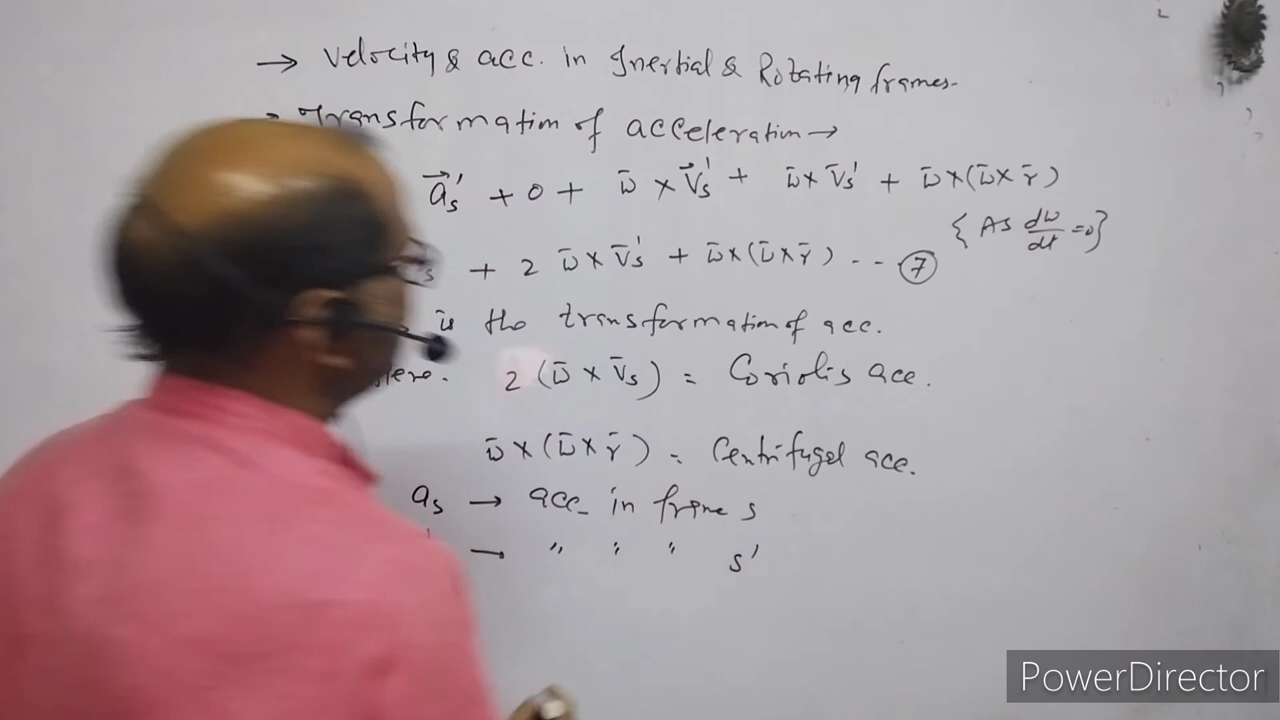 → Velocity & acc. in Inertial & Rotating frames.
Transformation of acceleration →
a⃗s' + 0 + ω̄ × v⃗s' + ω̄ × v̄s' + ω̄ × (ω̄ × r̄)
{ As dω/dt = 0 }
s + 2 ω̄ × v̄s' + ω̄ × (ω̄ × r̄) -- ⑦
is the transformation of acc.
2 (ω̄ × v̄s) = Coriolis acc.
ω̄ × (ω̄ × r̄) = Centrifugal acc.
as → acc in frame s
→ " " " s'
PowerDirector